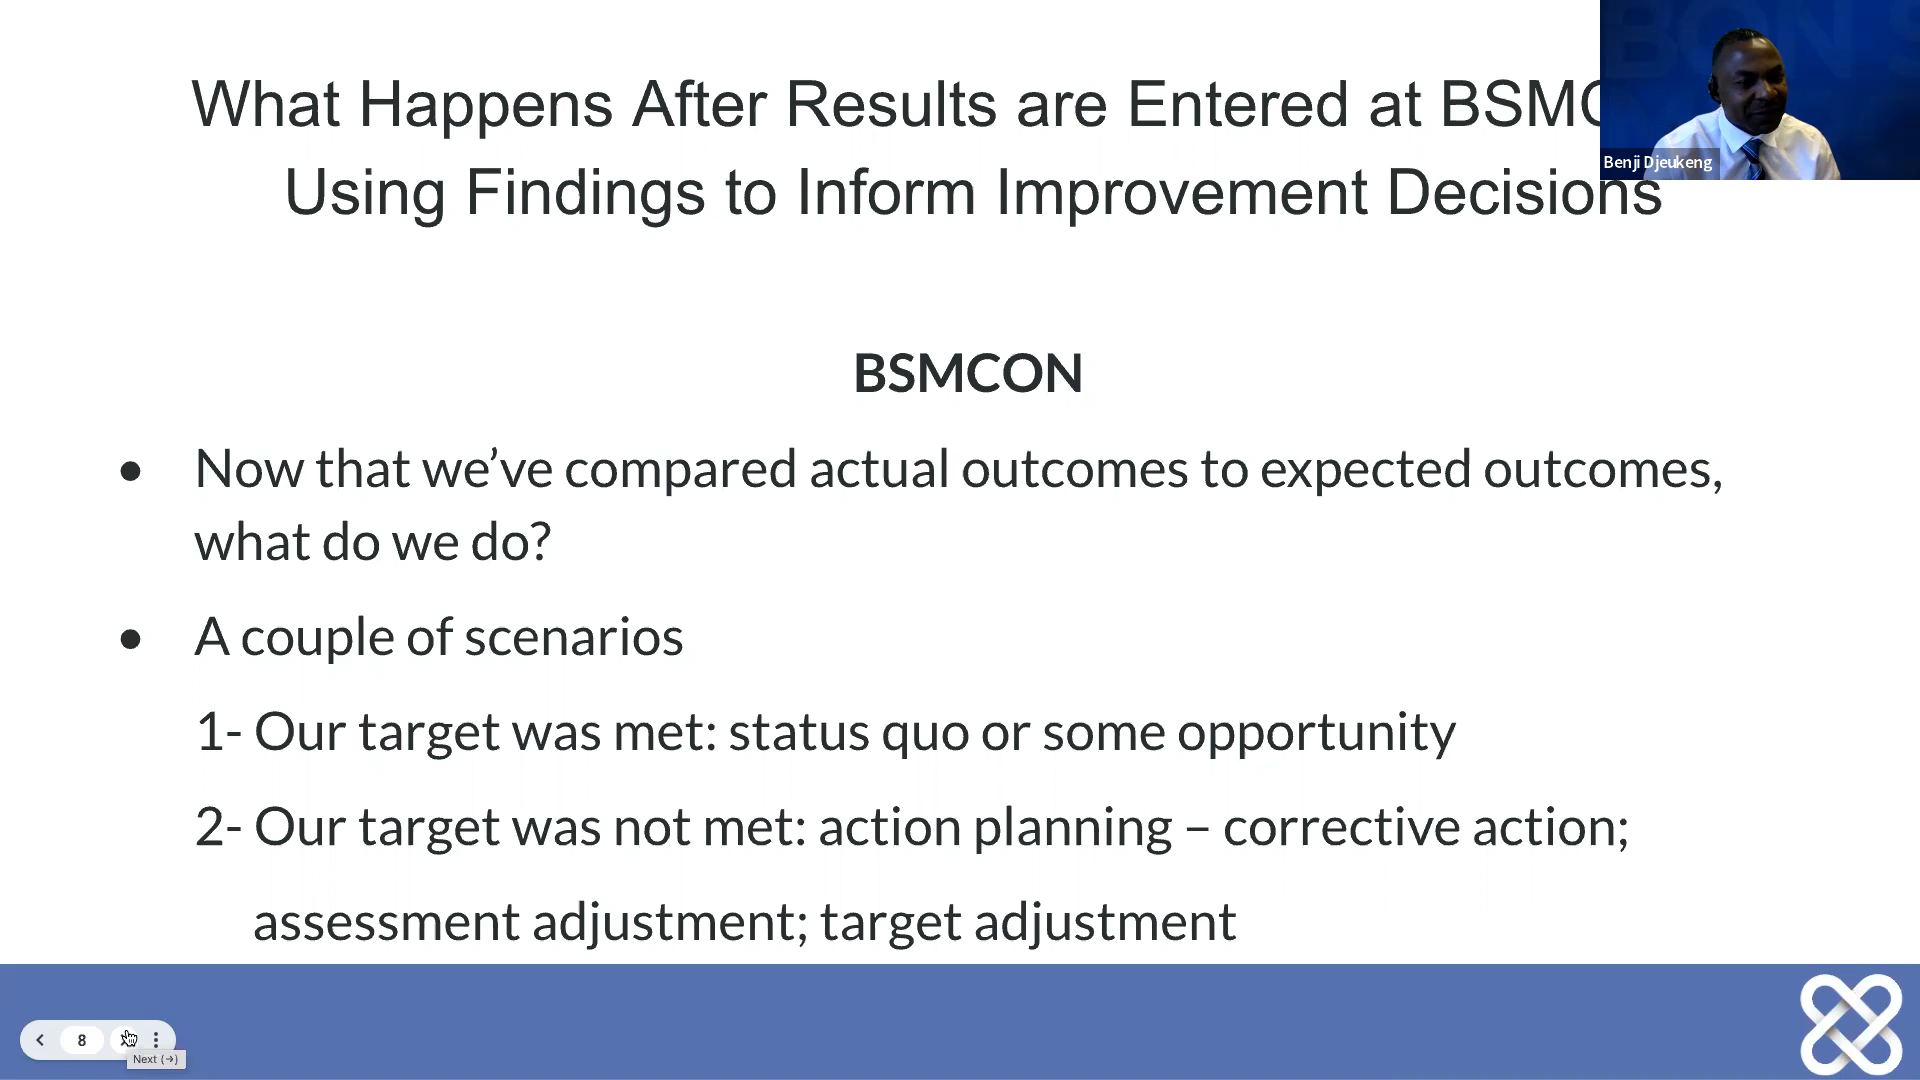 What Happens After Results are Entered at
Using Findings to Inform Improvement Decisions
Benji Djeukeng
BSMCON
● Now that we’ve compared actual outcomes to expected outcomes,
what do we do?
● A couple of scenarios
1- Our target was met: status quo or some opportunity
2- Our target was not met: action planning – corrective action;
assessment adjustment; target adjustment
8
Next (→)